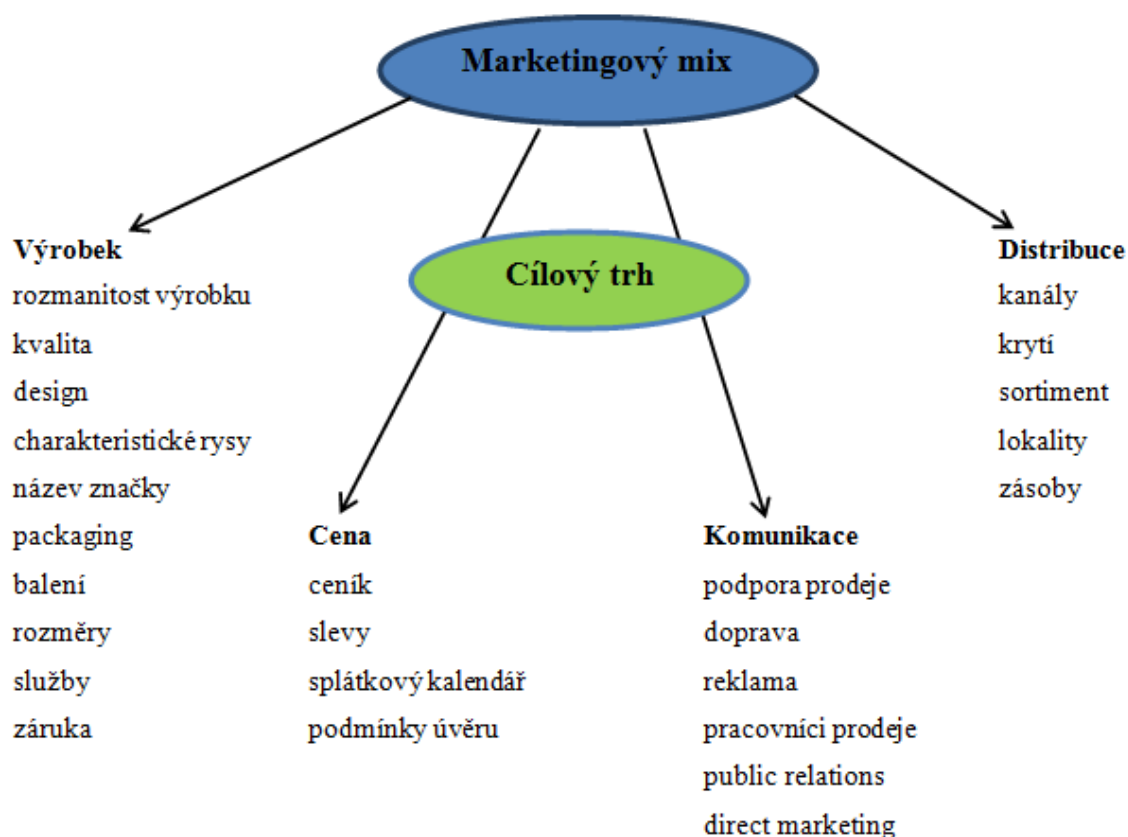 Marketingový mix
Cílový trh
Výrobek
rozmanitost výrobku
kvalita
design
charakteristické rysy
název značky
packaging
balení
rozměry
služby
záruka
Cena
ceník
slevy
splátkový kalendář
podmínky úvěru
Komunikace
podpora prodeje
doprava
reklama
pracovníci prodeje
public relations
direct marketing
Distribuce
kanály
krytí
sortiment
lokality
zásoby